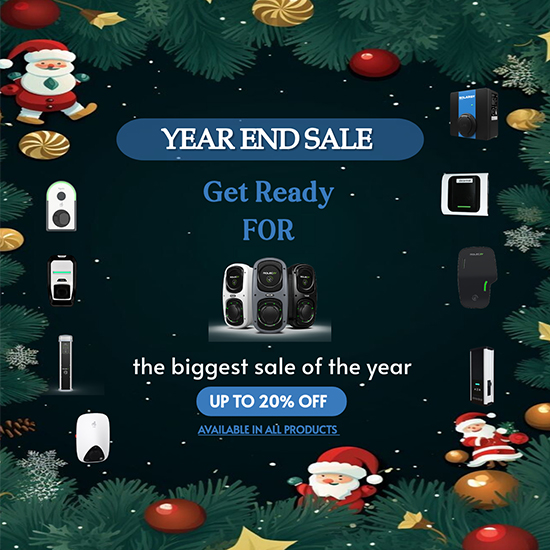 YEAR END SALE
Get Ready
FOR
the biggest sale of the year
UP TO 20% OFF
AVAILABLE IN ALL PRODUCTS